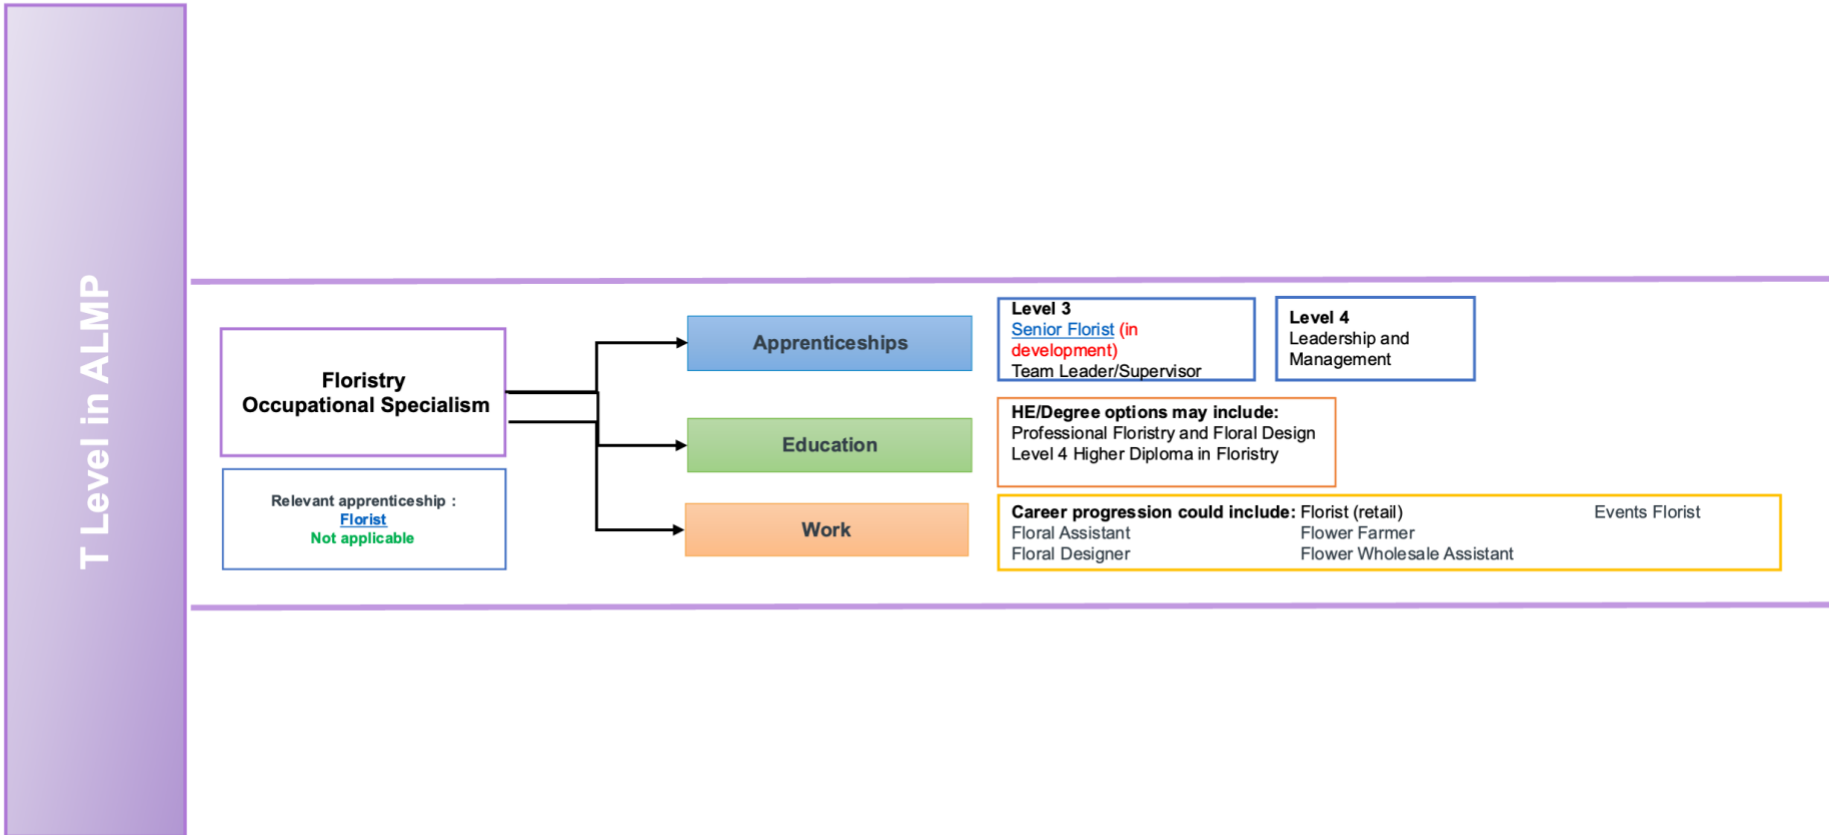 T Level in ALMP
Floristry
Occupational Specialism
Relevant apprenticeship :
Florist
Not applicable
Apprenticeships
Level 3
Senior Florist (in
development)
Team Leader/Supervisor
Level 4
Leadership and
Management
Education
HE/Degree options may include:
Professional Floristry and Floral Design
Level 4 Higher Diploma in Floristry
Work
Career progression could include: Florist (retail) Events Florist
Floral Assistant Flower Farmer
Floral Designer Flower Wholesale Assistant